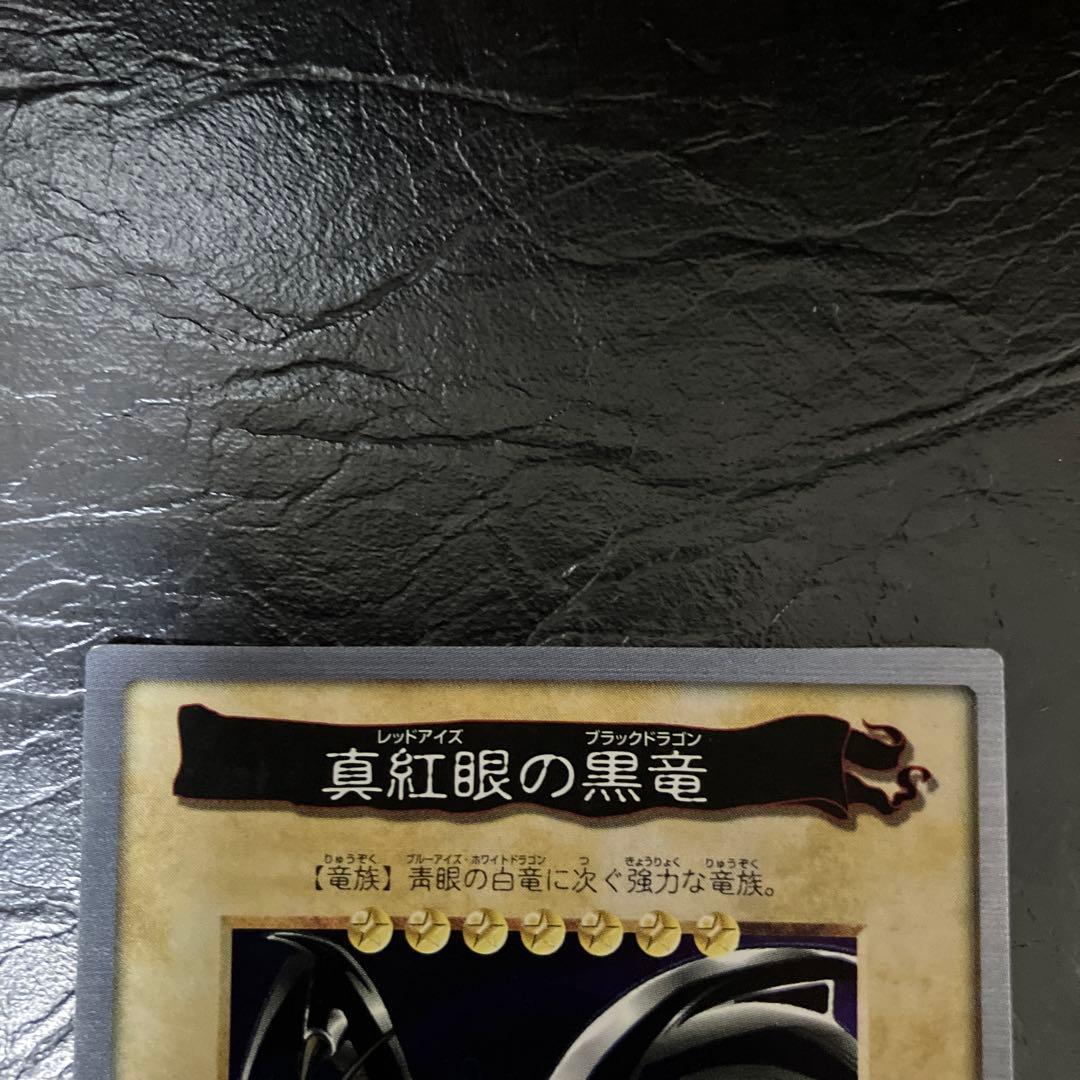 レッドアイズ ブラックドラゴン
真紅眼の黒竜
りゅうぞく ブルーアイズ・ホワイトドラゴン つ きょうりょく りゅうぞく
【竜族】青眼の白竜に次ぐ強力な竜族。